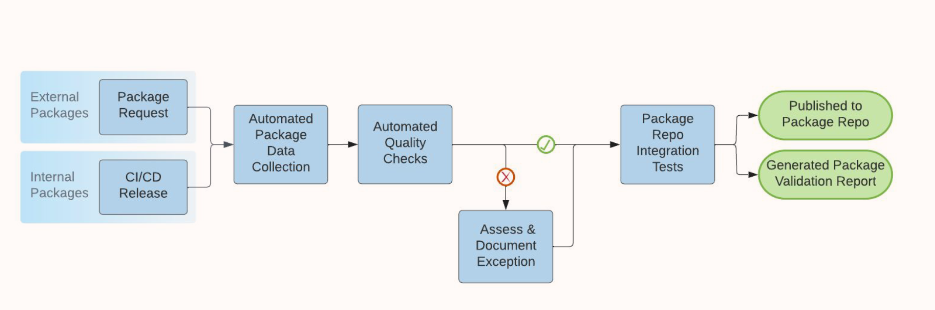 External
Packages
Package
Request
Internal
Packages
CI/CD
Release
Automated
Package
Data
Collection
Automated
Quality
Checks
Assess &
Document
Exception
Package
Repo
Integration
Tests
Published to
Package Repo
Generated Package
Validation Report